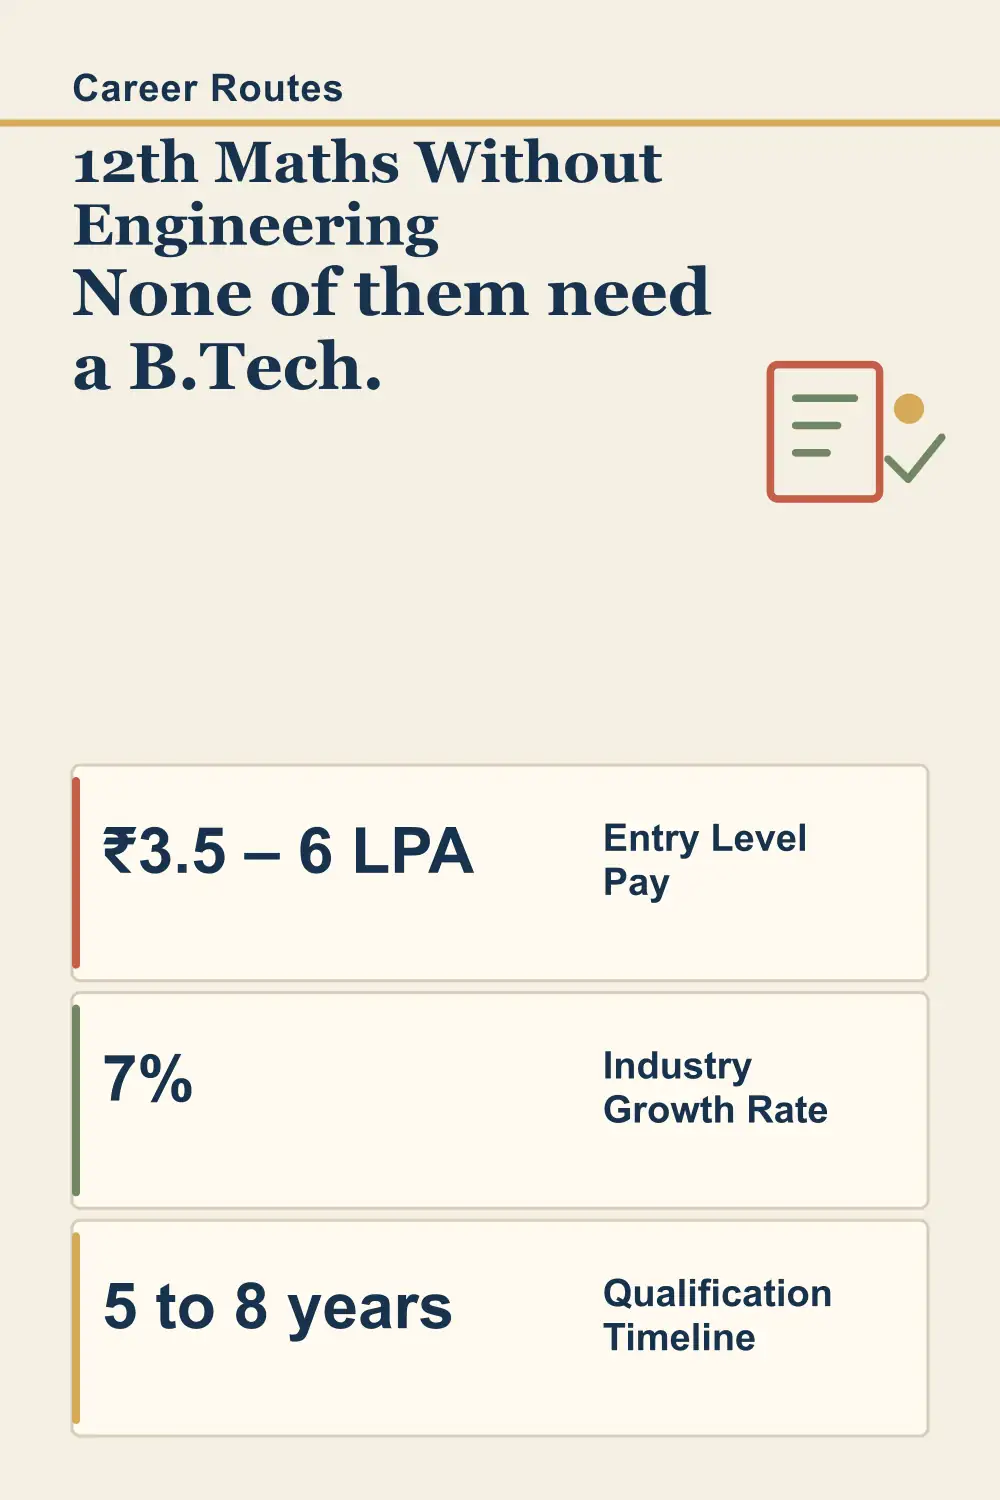 Career Routes
12th Maths Without
Engineering
None of them need
a B.Tech.
₹3.5 – 6 LPA
Entry Level
Pay
7%
Industry
Growth Rate
5 to 8 years
Qualification
Timeline